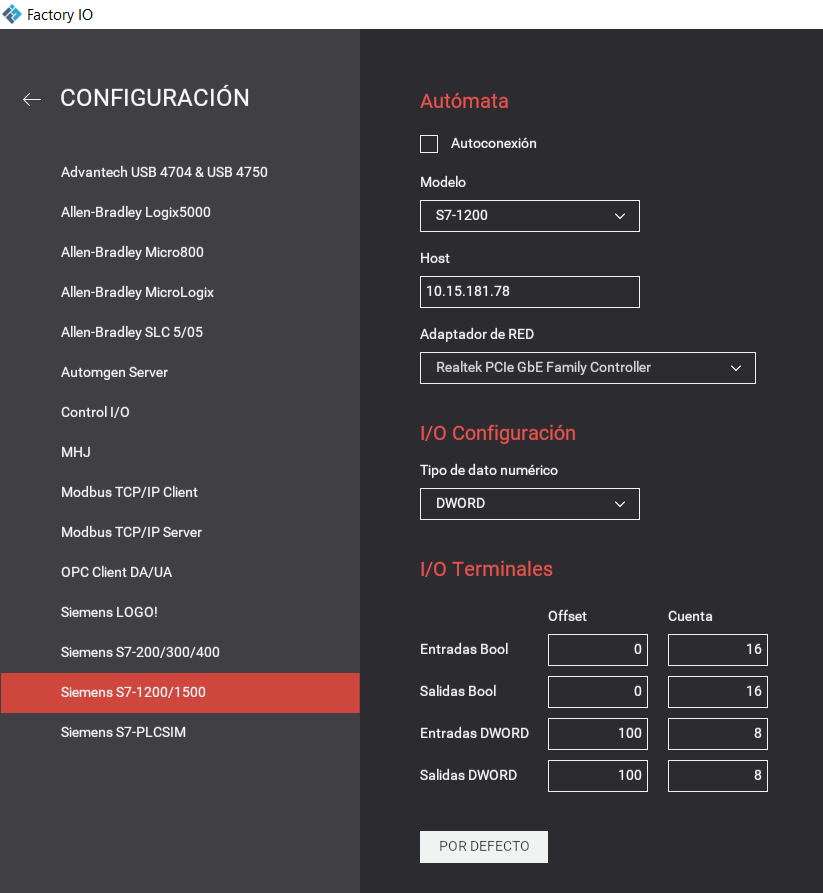 Factory IO
CONFIGURACIÓN
Advantech USB 4704 & USB 4750
Allen-Bradley Logix5000
Allen-Bradley Micro800
Allen-Bradley MicroLogix
Allen-Bradley SLC 5/05
Automgen Server
Control I/O
MHJ
Modbus TCP/IP Client
Modbus TCP/IP Server
OPC Client DA/UA
Siemens LOGO!
Siemens S7-200/300/400
Siemens S7-1200/1500
Siemens S7-PLCSIM
Autómata
Autoconexión
Modelo
S7-1200
Host
10.15.181.78
Adaptador de RED
Realtek PCIe GbE Family Controller
I/O Configuración
Tipo de dato numérico
DWORD
I/O Terminales
Offset Cuenta
Entradas Bool 0 16
Salidas Bool 0 16
Entradas DWORD 100 8
Salidas DWORD 100 8
POR DEFECTO